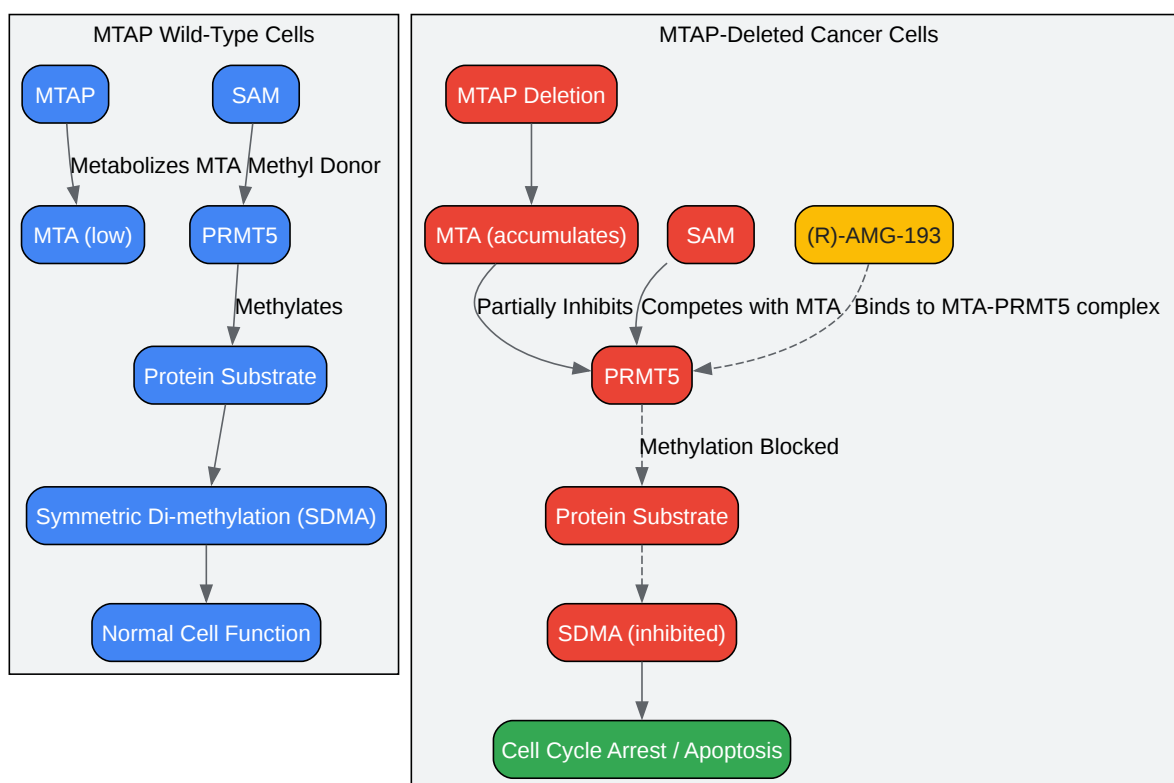 MTAP Wild-Type Cells
MTAP
SAM
Metabolizes MTA
Methyl Donor
MTA (low)
PRMT5
Methylates
Protein Substrate
Symmetric Di-methylation (SDMA)
Normal Cell Function
MTAP-Deleted Cancer Cells
MTAP Deletion
MTA (accumulates)
SAM
(R)-AMG-193
Partially Inhibits
Competes with MTA
Binds to MTA-PRMT5 complex
PRMT5
Methylation Blocked
Protein Substrate
SDMA (inhibited)
Cell Cycle Arrest / Apoptosis